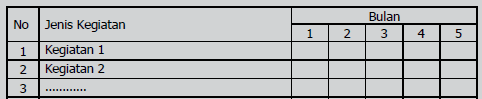 No Jenis Kegiatan Bulan
1 2 3 4 5
1 Kegiatan 1
2 Kegiatan 2
3 ............